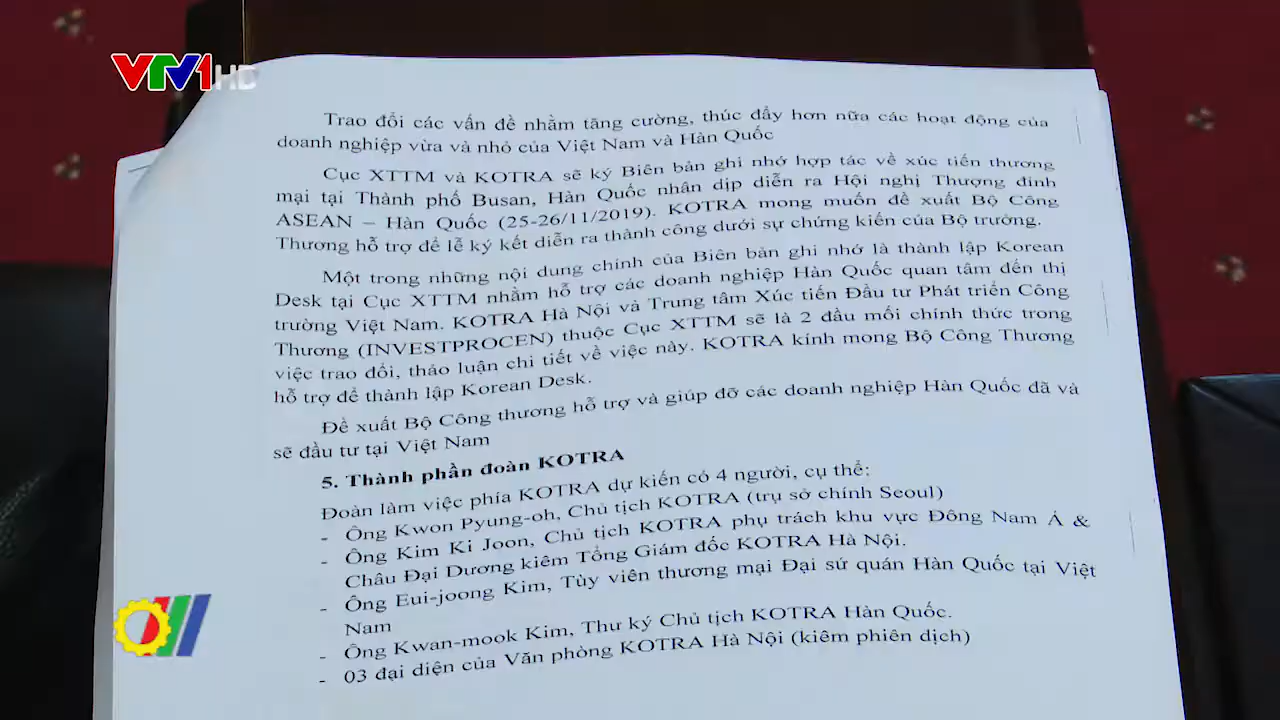 VTV1 HD
Trao đổi các vấn đề nhằm tăng cường, thúc đẩy hơn nữa các hoạt động của
doanh nghiệp vừa và nhỏ của Việt Nam và Hàn Quốc
Cục XTTM và KOTRA sẽ ký Biên bản ghi nhớ hợp tác về xúc tiến thương
mại tại Thành phố Busan, Hàn Quốc nhân dịp diễn ra Hội nghị Thượng đỉnh
ASEAN – Hàn Quốc (25-26/11/2019). KOTRA mong muốn đề xuất Bộ Công
Thương hỗ trợ để lễ ký kết diễn ra thành công dưới sự chứng kiến của Bộ trưởng.
Một trong những nội dung chính của Biên bản ghi nhớ là thành lập Korean
Desk tại Cục XTTM nhằm hỗ trợ các doanh nghiệp Hàn Quốc quan tâm đến thị
trường Việt Nam. KOTRA Hà Nội và Trung tâm Xúc tiến Đầu tư Phát triển Công
Thương (INVESTPROCEN) thuộc Cục XTTM sẽ là 2 đầu mối chính thức trong
việc trao đổi, thảo luận chi tiết về việc này. KOTRA kính mong Bộ Công Thương
hỗ trợ để thành lập Korean Desk.
Đề xuất Bộ Công thương hỗ trợ và giúp đỡ các doanh nghiệp Hàn Quốc đã và
sẽ đầu tư tại Việt Nam
5. Thành phần đoàn KOTRA
Đoàn làm việc phía KOTRA dự kiến có 4 người, cụ thể:
- Ông Kwon Pyung-oh, Chủ tịch KOTRA (trụ sở chính Seoul)
- Ông Kim Ki Joon, Chủ tịch KOTRA phụ trách khu vực Đông Nam Á &
Châu Đại Dương kiêm Tổng Giám đốc KOTRA Hà Nội.
- Ông Eui-joong Kim, Tùy viên thương mại Đại sứ quán Hàn Quốc tại Việt
Nam
- Ông Kwan-mook Kim, Thư ký Chủ tịch KOTRA Hàn Quốc.
- 03 đại diện của Văn phòng KOTRA Hà Nội (kiêm phiên dịch)